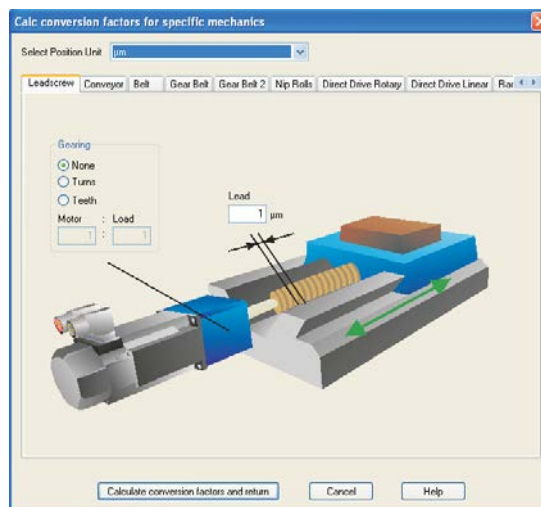 Calc conversion factors for specific mechanics
Select Position Unit µm
Leadscrew Conveyor Belt Gear Belt Gear Belt 2 Nip Rolls Direct Drive Rotary Direct Drive Linear
Gearing
None
Turns
Teeth
Motor : Load
1 : 1
Lead
1 µm
Calculate conversion factors and return Cancel Help